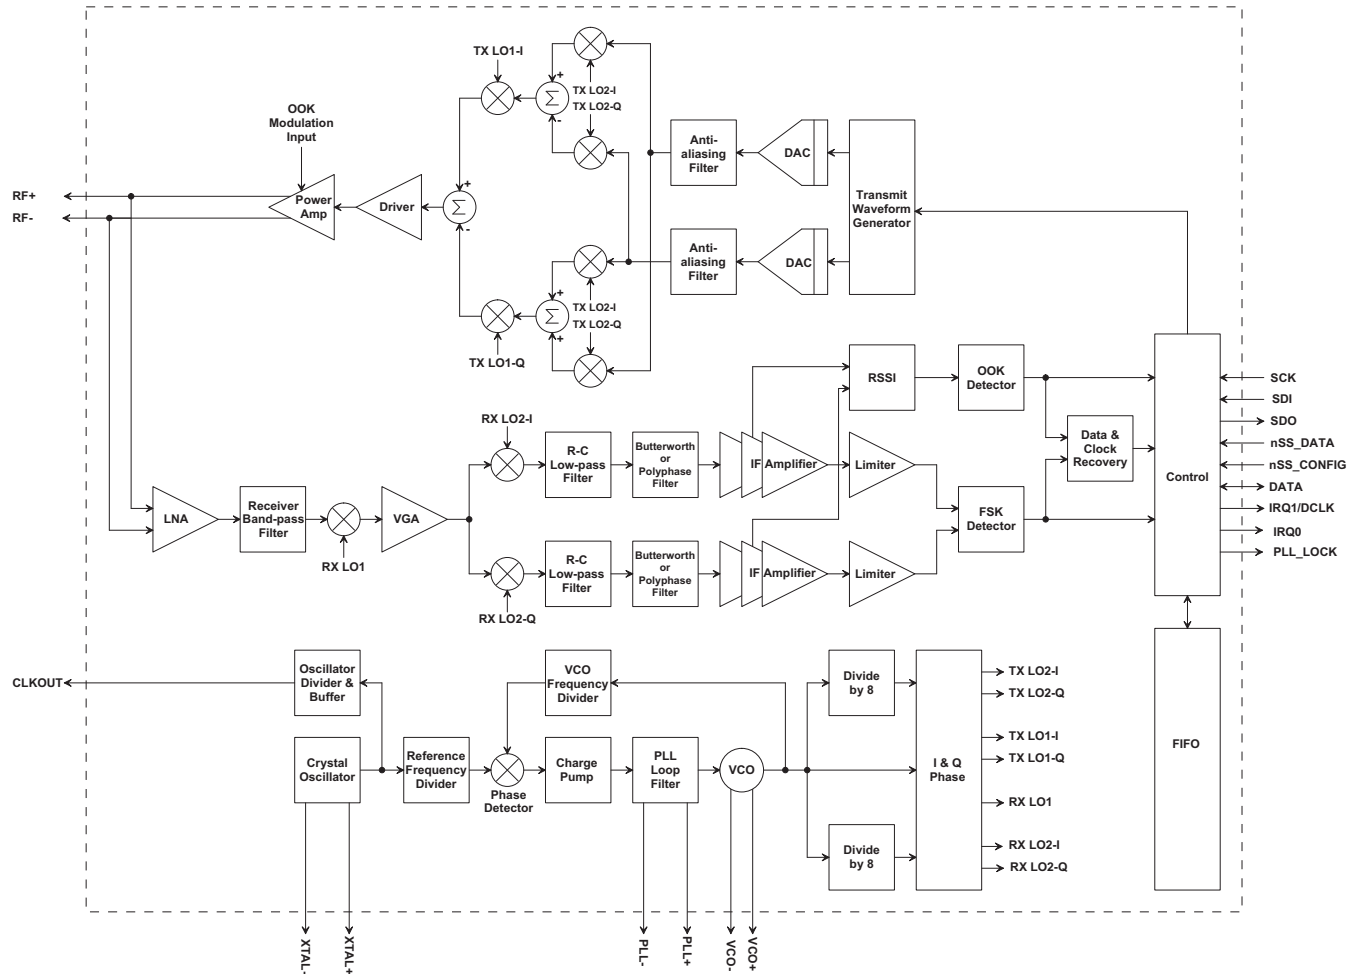 TX LO1-I
TX LO2-I
TX LO2-Q
OOK
Modulation
Input
Anti-
aliasing
Filter
DAC
RF+
RF-
Power
Amp
Driver
Σ
Σ
+
-
+
-
Transmit
Waveform
Generator
Anti-
aliasing
Filter
DAC
TX LO2-I
TX LO2-Q
Σ
+
+
TX LO1-Q
RSSI
OOK
Detector
SCK
SDI
SDO
nSS_DATA
nSS_CONFIG
DATA
IRQ1/DCLK
IRQ0
PLL_LOCK
Data &
Clock
Recovery
Control
RX LO2-I
R-C
Low-pass
Filter
Butterworth
or
Polyphase
Filter
IF Amplifier
Limiter
LNA
Receiver
Band-pass
Filter
RX LO1
VGA
FSK
Detector
R-C
Low-pass
Filter
Butterworth
or
Polyphase
Filter
IF Amplifier
Limiter
RX LO2-Q
CLKOUT
Oscillator
Divider &
Buffer
VCO
Frequency
Divider
Divide
by 8
TX LO2-I
TX LO2-Q
TX LO1-I
TX LO1-Q
RX LO1
RX LO2-I
RX LO2-Q
FIFO
Crystal
Oscillator
Reference
Frequency
Divider
Phase
Detector
Charge
Pump
PLL
Loop
Filter
VCO
I & Q
Phase
Divide
by 8
XTAL-
XTAL+
PLL-
PLL+
VCO-
VCO+